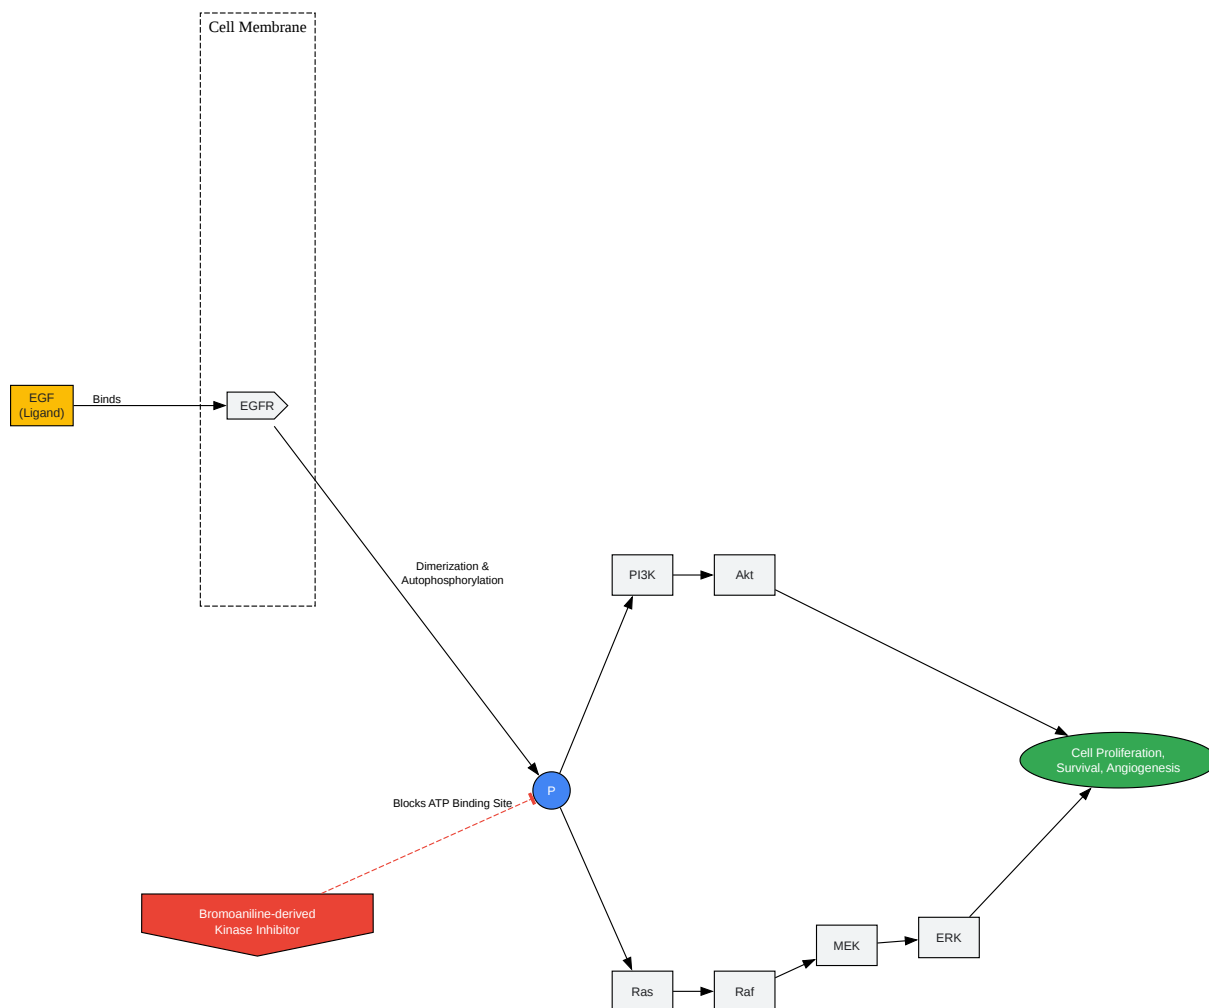 Cell Membrane
EGF
(Ligand)
Binds
EGFR
Dimerization &
Autophosphorylation
PI3K
Akt
Cell Proliferation,
Survival, Angiogenesis
P
Blocks ATP Binding Site
Bromoaniline-derived
Kinase Inhibitor
MEK
ERK
Ras
Raf